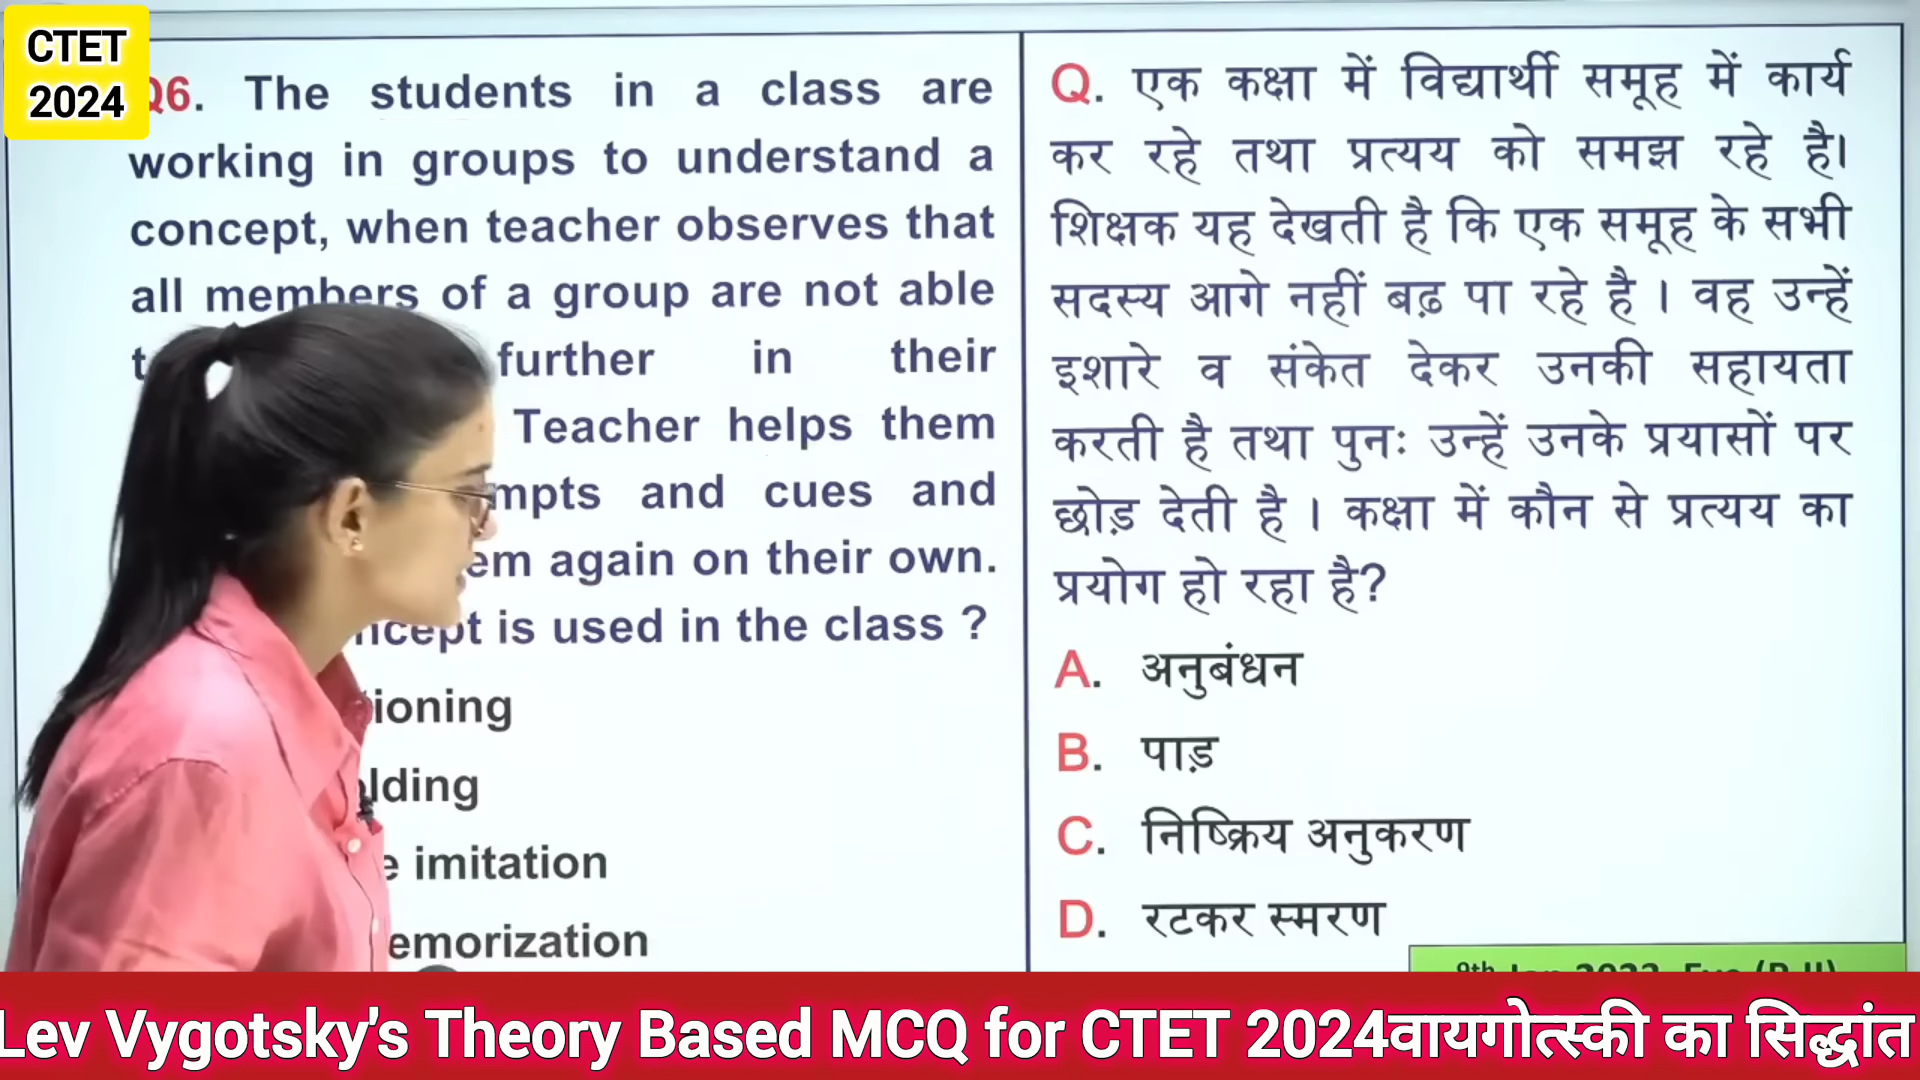 CTET
2024
Q6. The students in a class are
working in groups to understand a
concept, when teacher observes that
all members of a group are not able
further in their
Teacher helps them
and cues and
again on their own.
is used in the class ?
imitation
Q. एक कक्षा में विद्यार्थी समूह में कार्य
कर रहे तथा प्रत्यय को समझ रहे है।
शिक्षक यह देखती है कि एक समूह के सभी
सदस्य आगे नहीं बढ़ पा रहे है । वह उन्हें
इशारे व संकेत देकर उनकी सहायता
करती है तथा पुनः उन्हें उनके प्रयासों पर
छोड़ देती है । कक्षा में कौन से प्रत्यय का
प्रयोग हो रहा है?
A. अनुबंधन
B. पाड़
C. निष्क्रिय अनुकरण
D. रटकर स्मरण
Lev Vygotsky's Theory Based MCQ for CTET 2024वायगोत्स्की का सिद्धांत